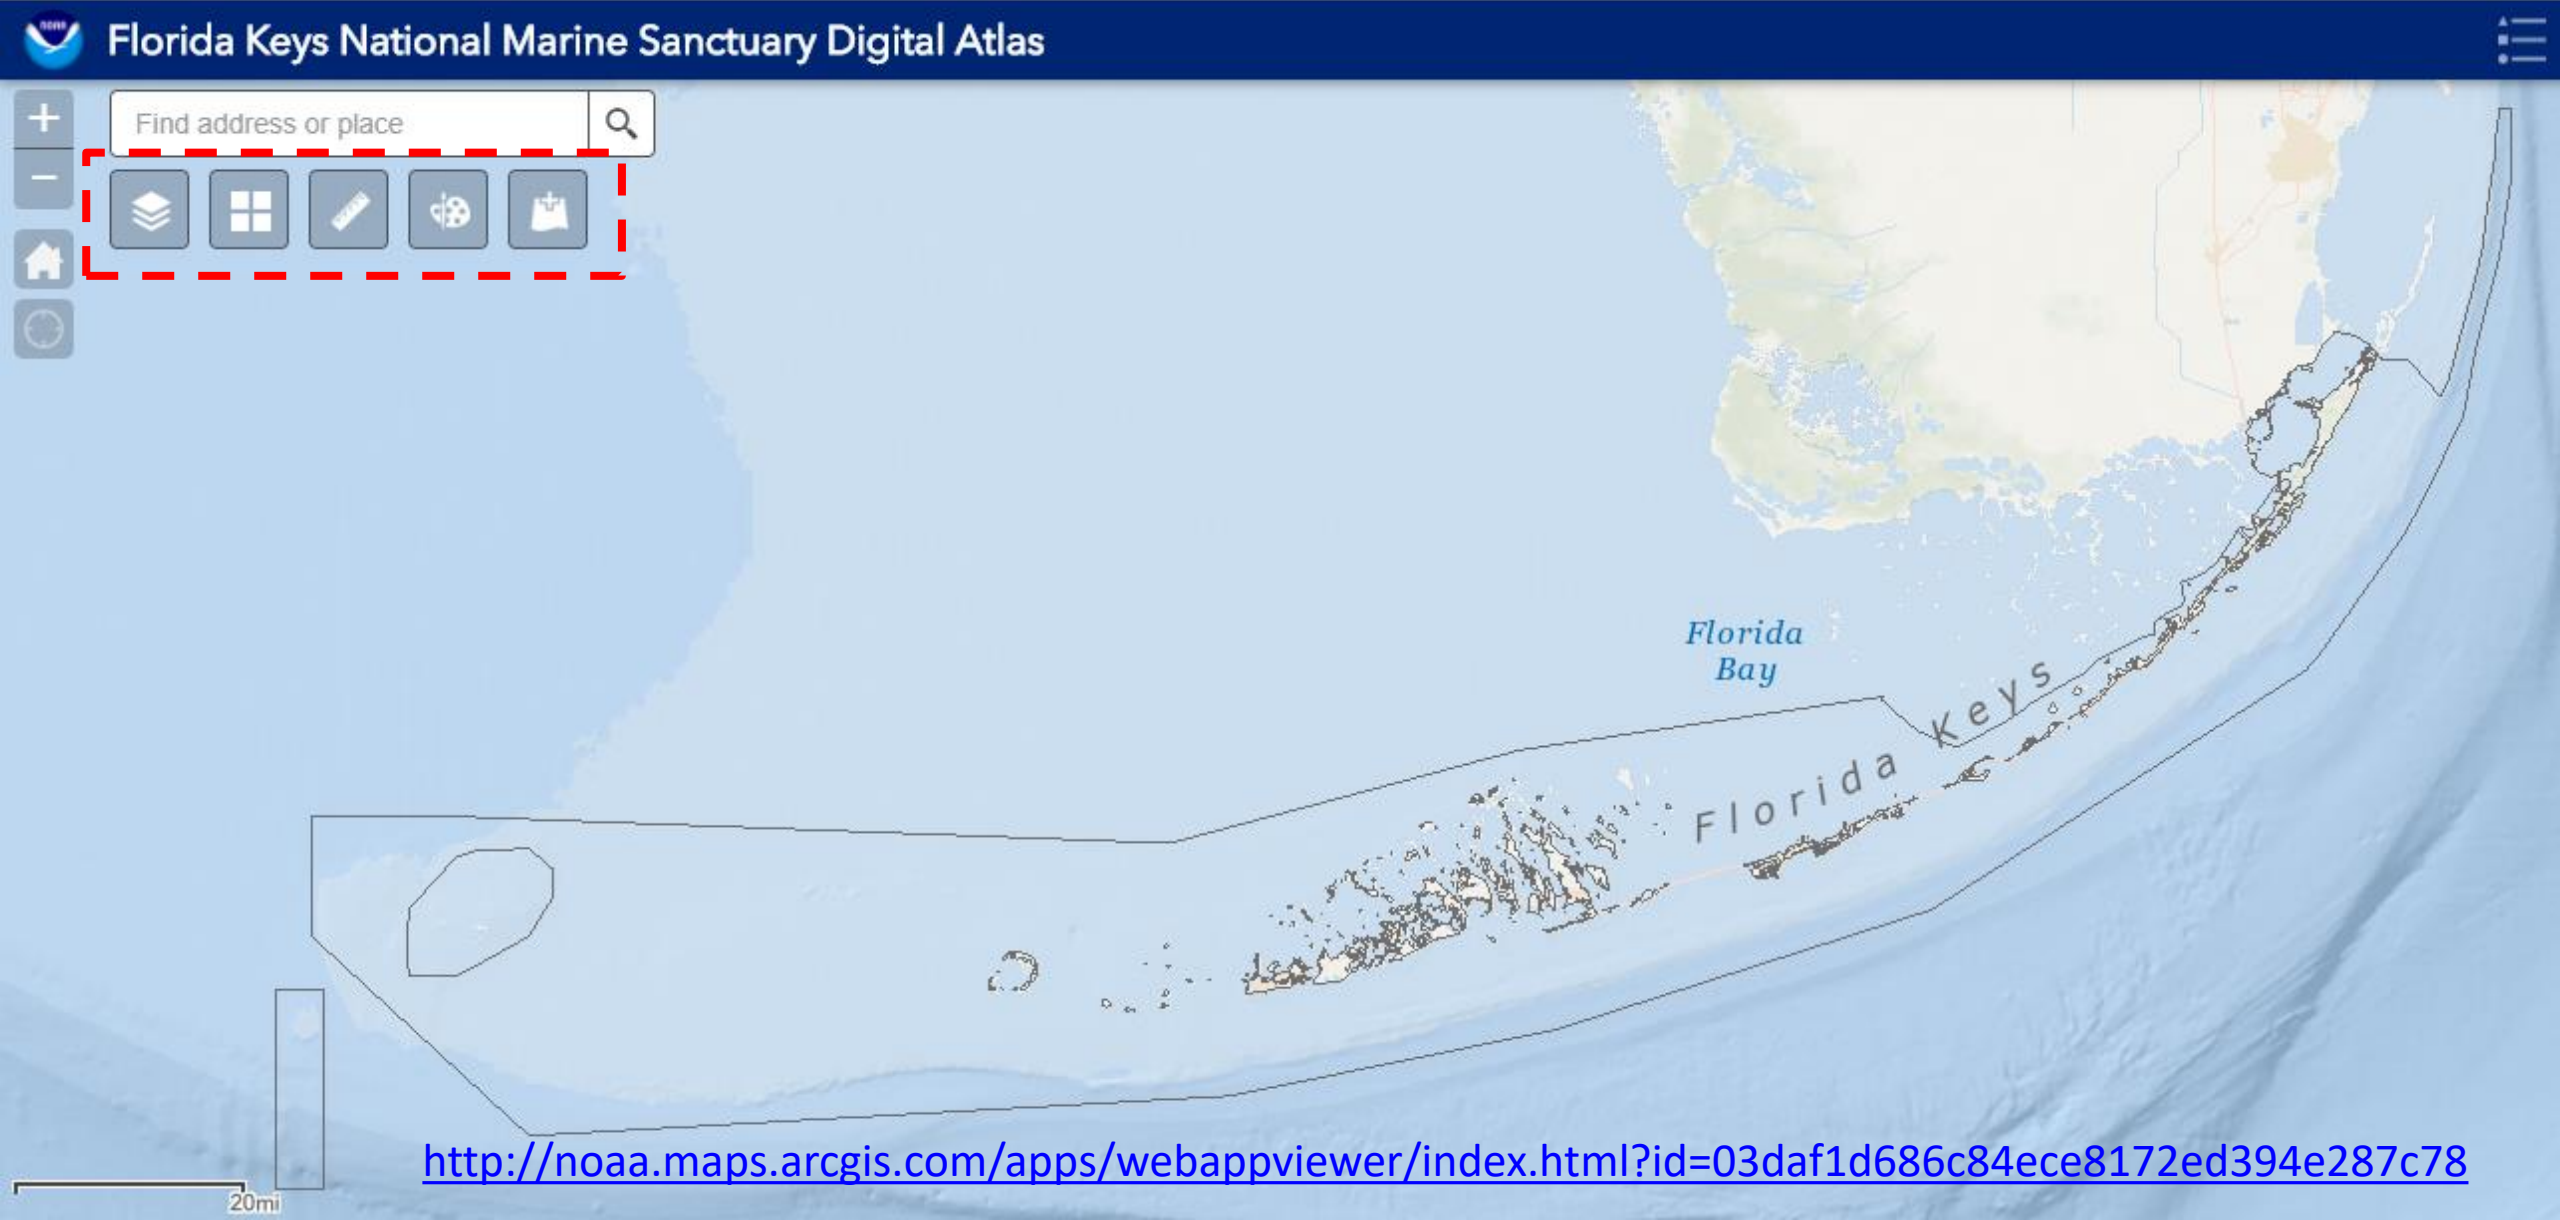 noaa
Florida Keys National Marine Sanctuary Digital Atlas
Find address or place
Florida
Bay
Florida Keys
http://noaa.maps.arcgis.com/apps/webappviewer/index.html?id=03daf1d686c84ece8172ed394e287c78
20mi